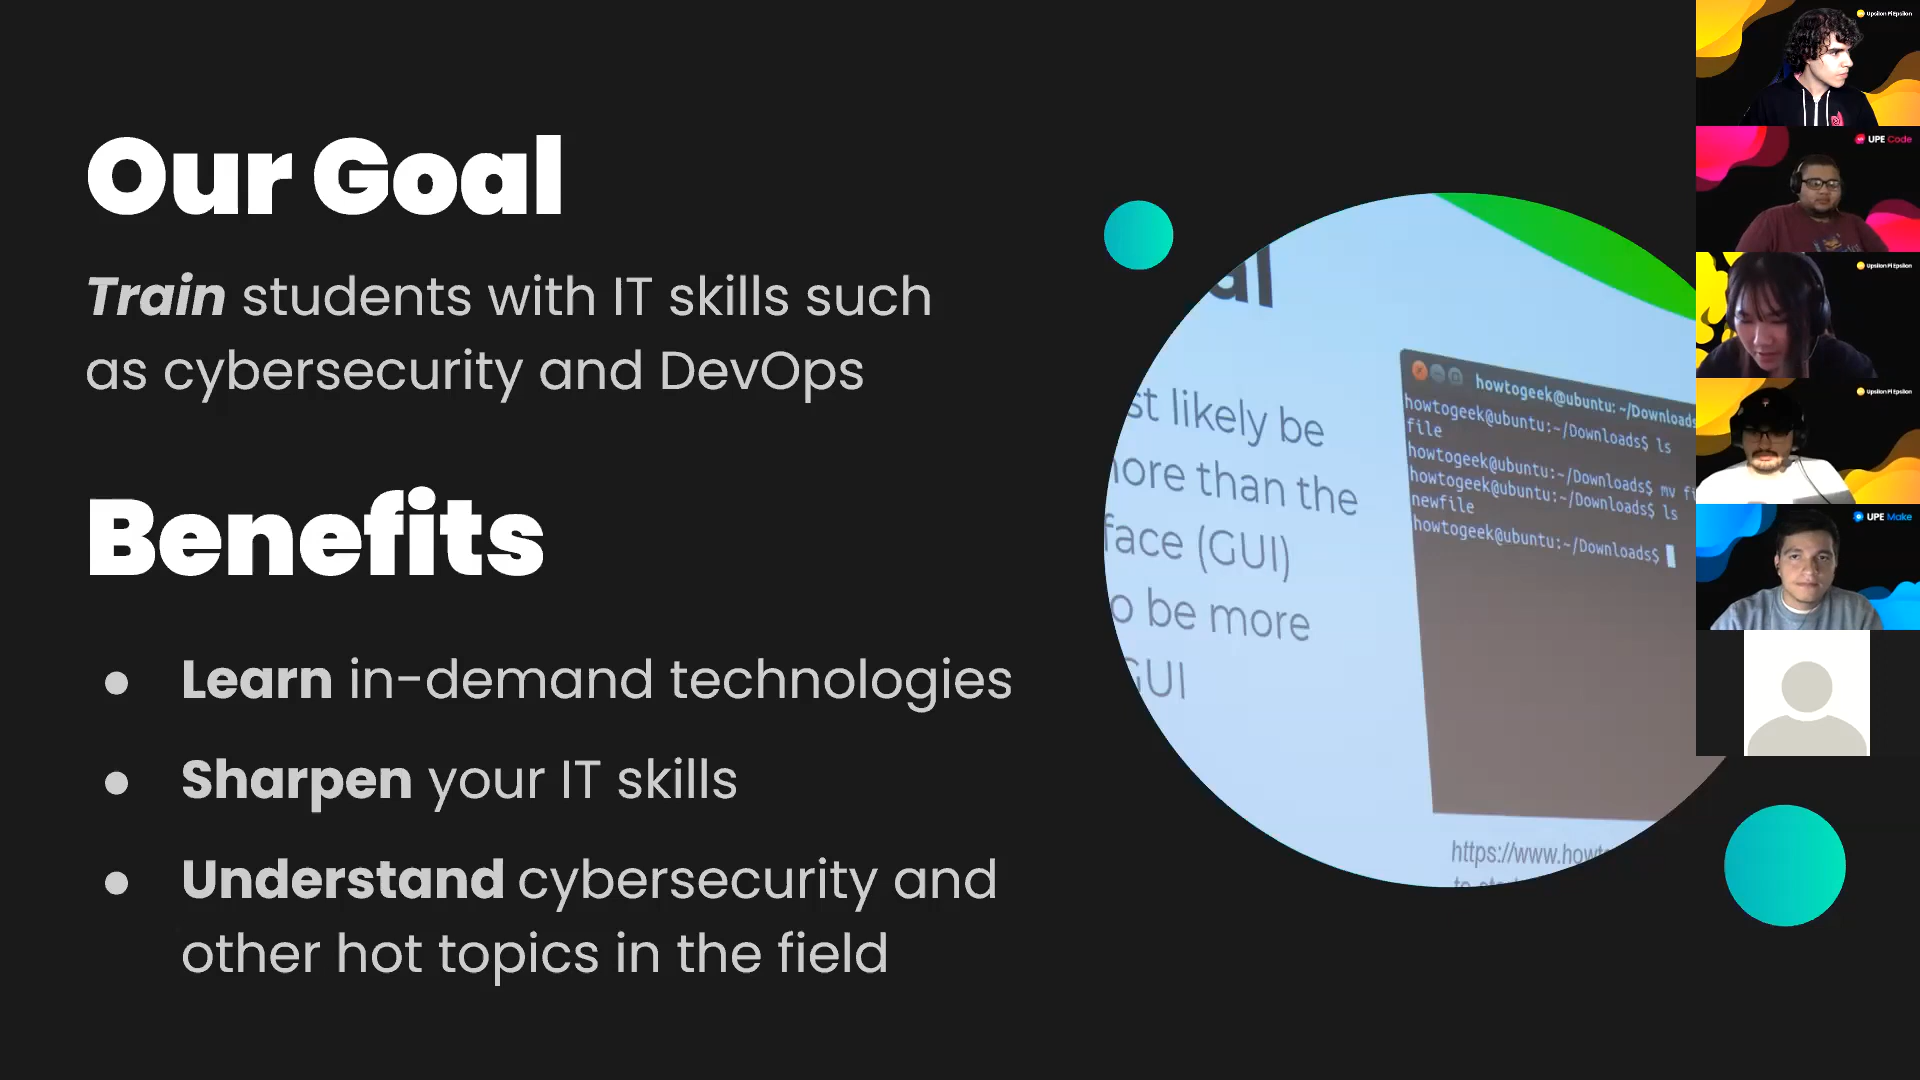 Our Goal
Train students with IT skills such
as cybersecurity and DevOps
Benefits
● Learn in-demand technologies
● Sharpen your IT skills
● Understand cybersecurity and
other hot topics in the field
al
st likely be
ore than the
face (GUI)
o be more
GUI
howtogeek@ubuntu: ~/Downloads
howtogeek@ubuntu:~/Downloads$ ls
file
howtogeek@ubuntu:~/Downloads$ mv
howtogeek@ubuntu:~/Downloads$ ls
newfile
howtogeek@ubuntu:~/Downloads$
https://www.howt
Upsilon Pi Epsilon
UPE Code
Upsilon Pi Epsilon
Upsilon Pi Epsilon
UPE Make